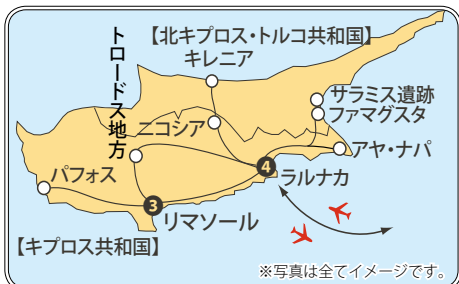 【北キプロス・トルコ共和国】
キレニア
トロードス地方
サラミス遺跡
ファマグスタ
ニコシア
アヤ・ナパ
パフォス
4
ラルナカ
3
リマソール
【キプロス共和国】
※写真は全てイメージです。